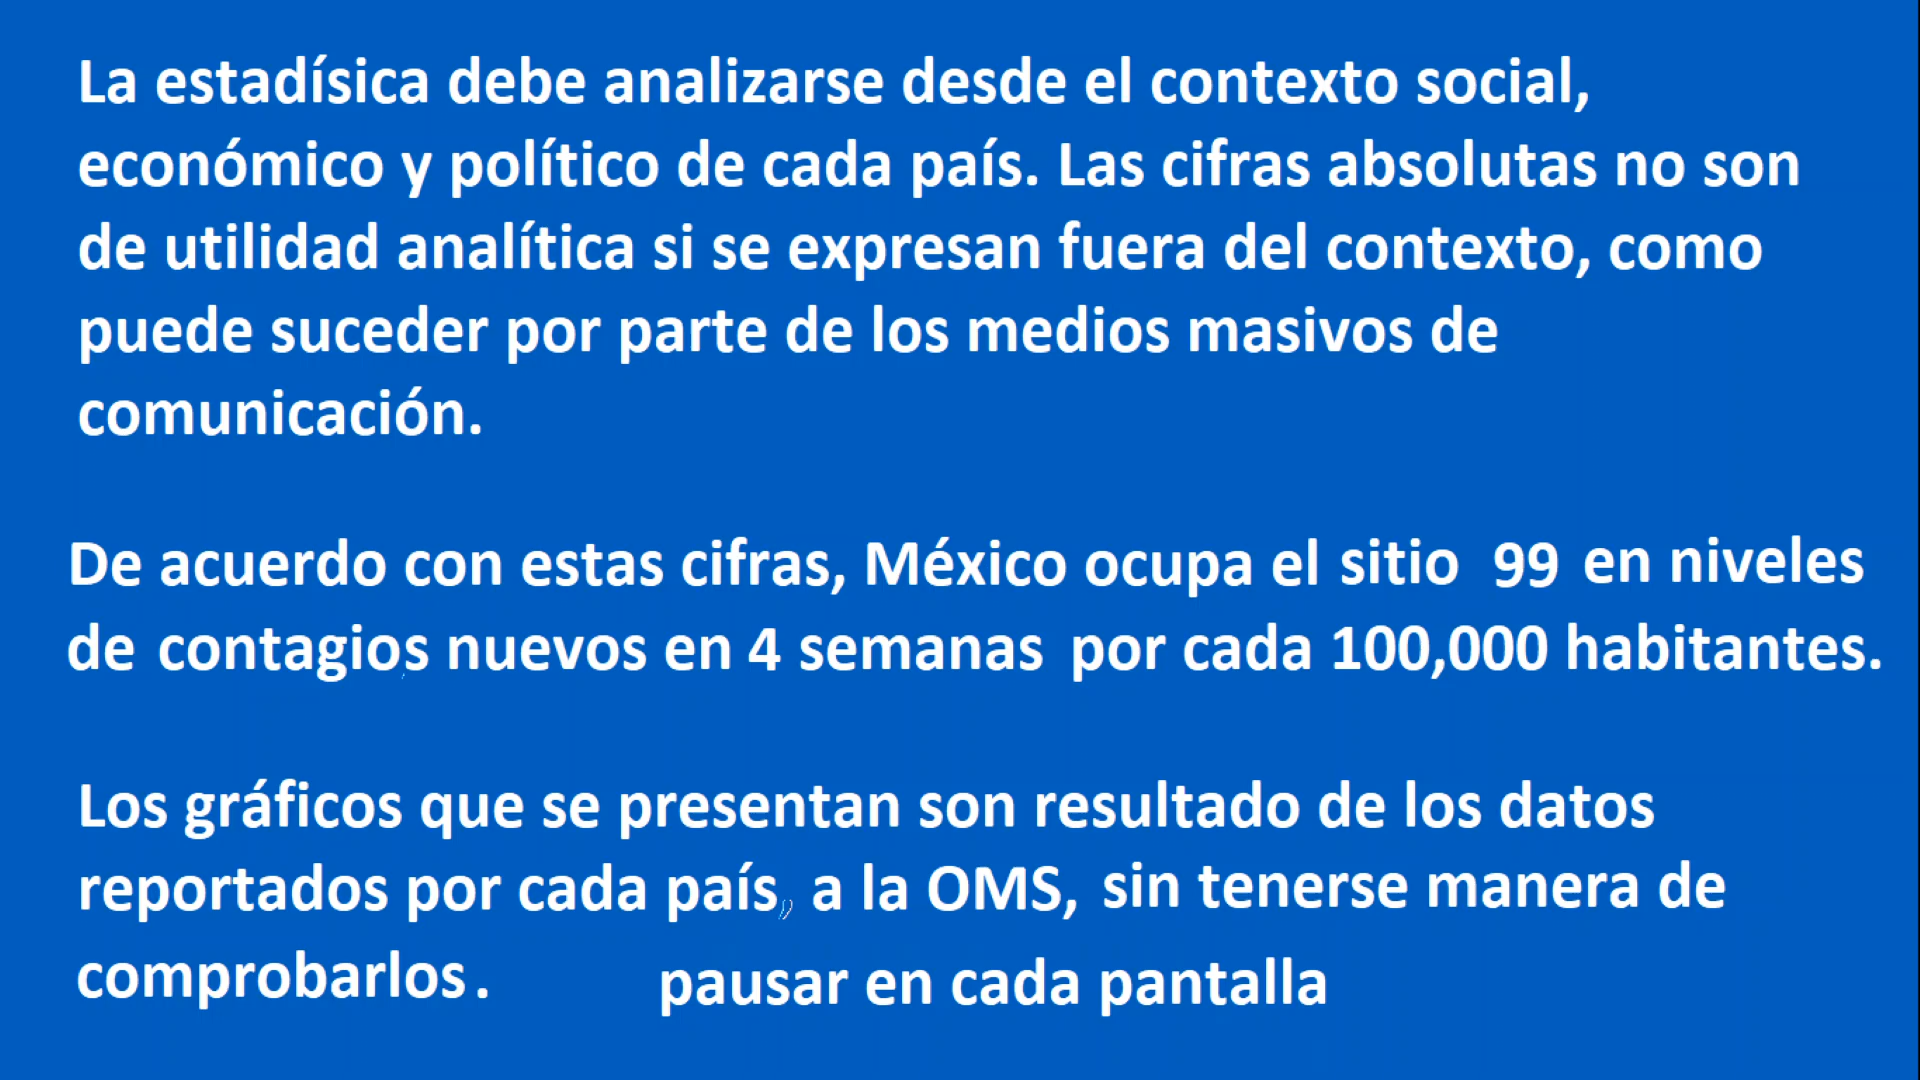 La estadísica debe analizarse desde el contexto social,
económico y político de cada país. Las cifras absolutas no son
de utilidad analítica si se expresan fuera del contexto, como
puede suceder por parte de los medios masivos de
comunicación.
De acuerdo con estas cifras, México ocupa el sitio 99 en niveles
de contagios nuevos en 4 semanas por cada 100,000 habitantes.
Los gráficos que se presentan son resultado de los datos
reportados por cada país, a la OMS, sin tenerse manera de
comprobarlos. pausar en cada pantalla